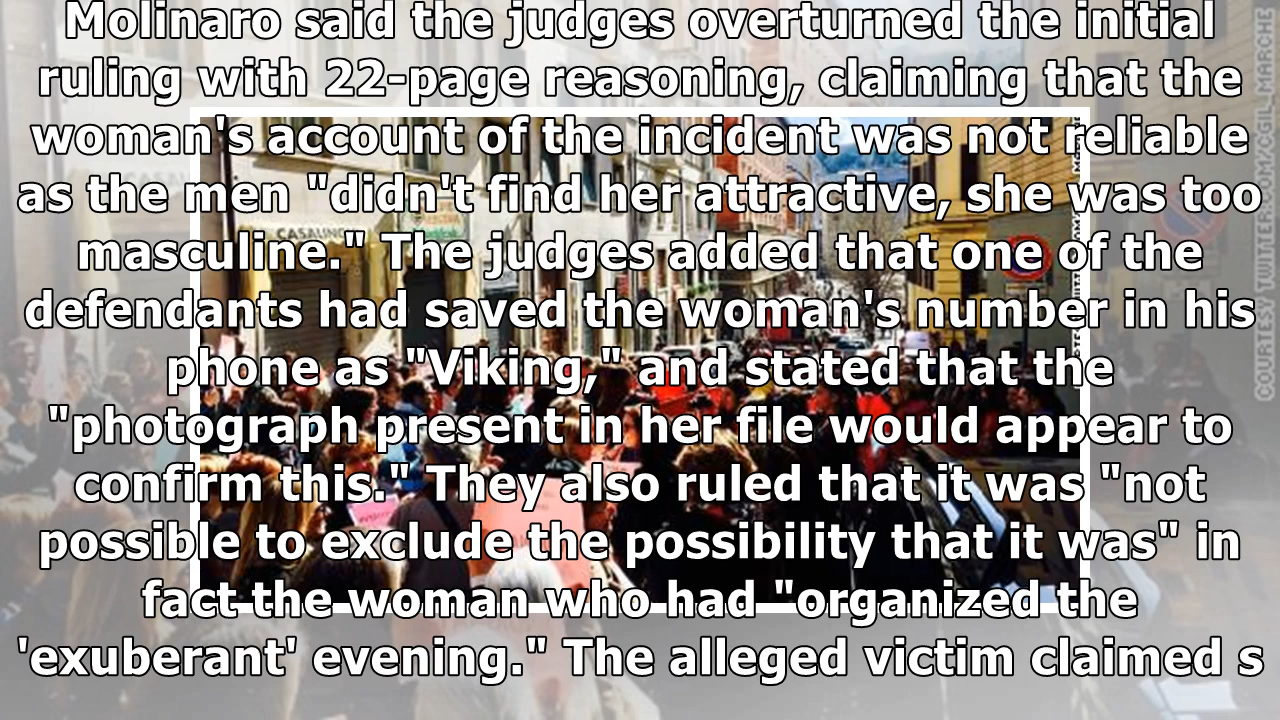 Molinaro said the judges overturned the initial
ruling with 22-page reasoning, claiming that the
woman's account of the incident was not reliable
as the men "didn't find her attractive, she was too
masculine." The judges added that one of the
defendants had saved the woman's number in his
phone as "Viking," and stated that the
"photograph present in her file would appear to
confirm this." They also ruled that it was "not
possible to exclude the possibility that it was" in
fact the woman who had "organized the
'exuberant' evening." The alleged victim claimed s
CASALINGHI
COURTESY TWITTER.COM/CGIL_MARCHE